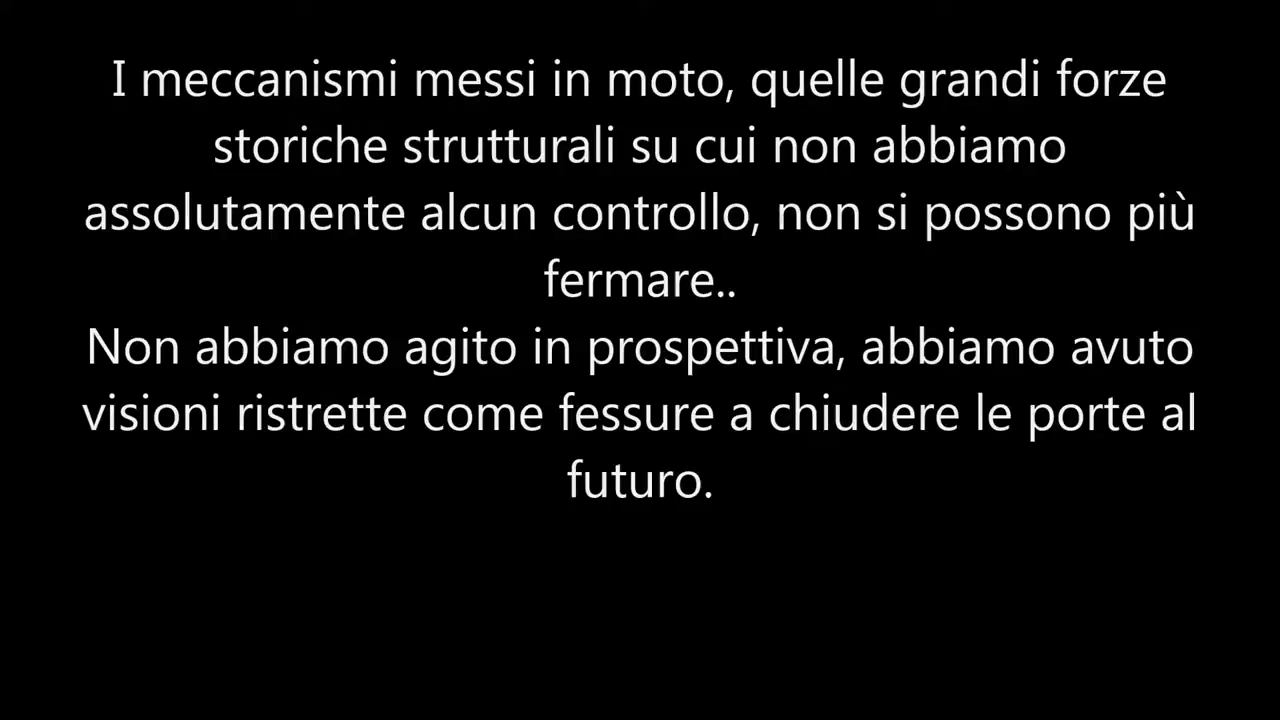 I meccanismi messi in moto, quelle grandi forze
storiche strutturali su cui non abbiamo
assolutamente alcun controllo, non si possono più
fermare..
Non abbiamo agito in prospettiva, abbiamo avuto
visioni ristrette come fessure a chiudere le porte al
futuro.